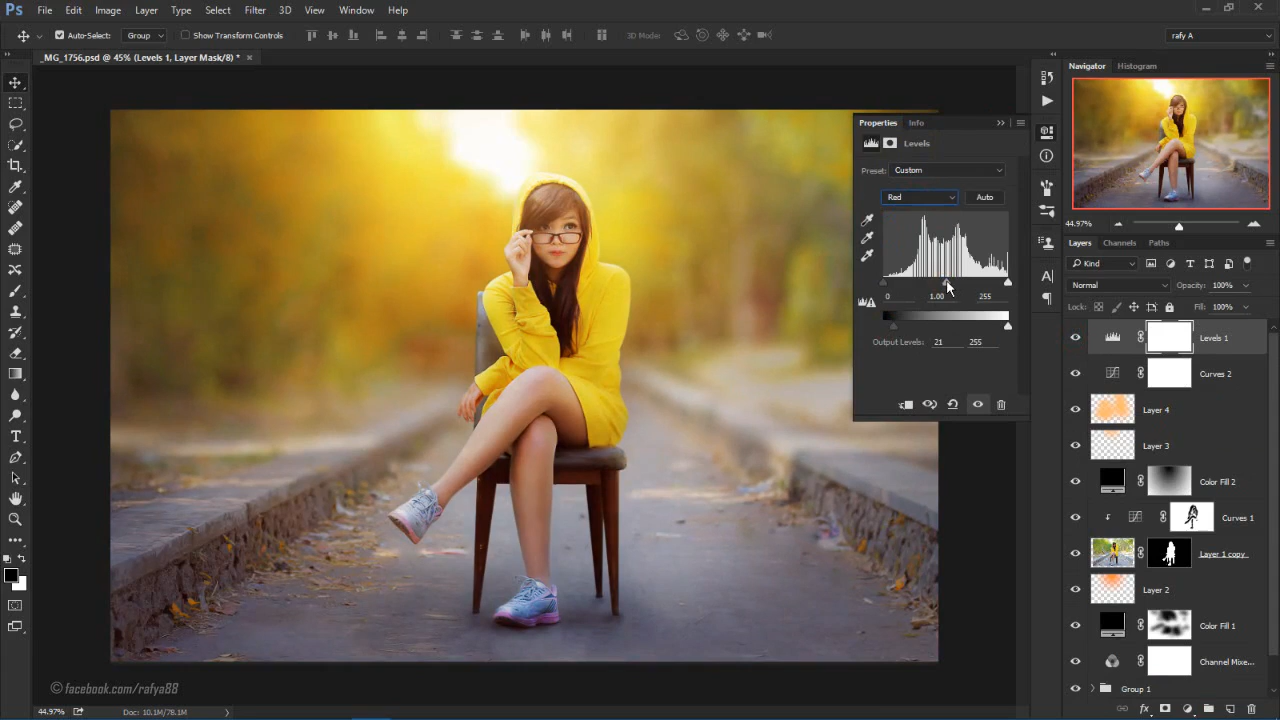 Ps File Edit Image Layer Type Select Filter 3D View Window Help
Auto-Select: Group Show Transform Controls 3D Mode: rafy A
_MG_1756.psd @ 45% (Levels 1, Layer Mask/8) * ×
Navigator Histogram
Properties Info
Levels
Preset: Custom
Red Auto
0 1.00 255
Output Levels: 21 255
44.97%
Layers Channels Paths
Kind
Normal Opacity: 100%
Lock: Fill: 100%
Levels 1
Curves 2
Layer 4
Layer 3
Color Fill 2
Curves 1
Layer 1 copy
Layer 2
Color Fill 1
Channel Mixe...
Group 1
© facebook.com/rafya88
44.97% Doc: 10.1M/78.1M